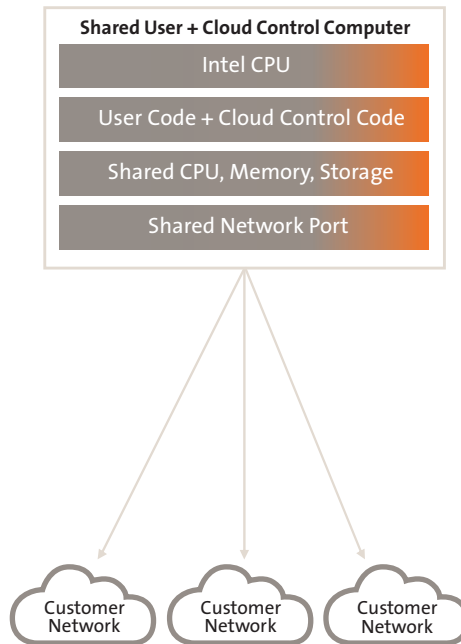 Shared User + Cloud Control Computer
Intel CPU
User Code + Cloud Control Code
Shared CPU, Memory, Storage
Shared Network Port
Customer
Network
Customer
Network
Customer
Network